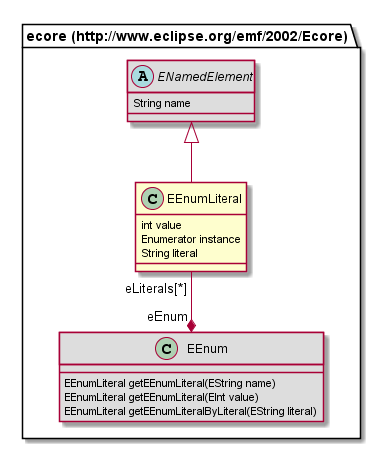 ecore (http://www.eclipse.org/emf/2002/Ecore)
A ENamedElement
String name
C EEnumLiteral
int value
Enumerator instance
String literal
eLiterals[*]
eEnum
C EEnum
EEnumLiteral getEEnumLiteral(EString name)
EEnumLiteral getEEnumLiteral(EInt value)
EEnumLiteral getEEnumLiteralByLiteral(EString literal)